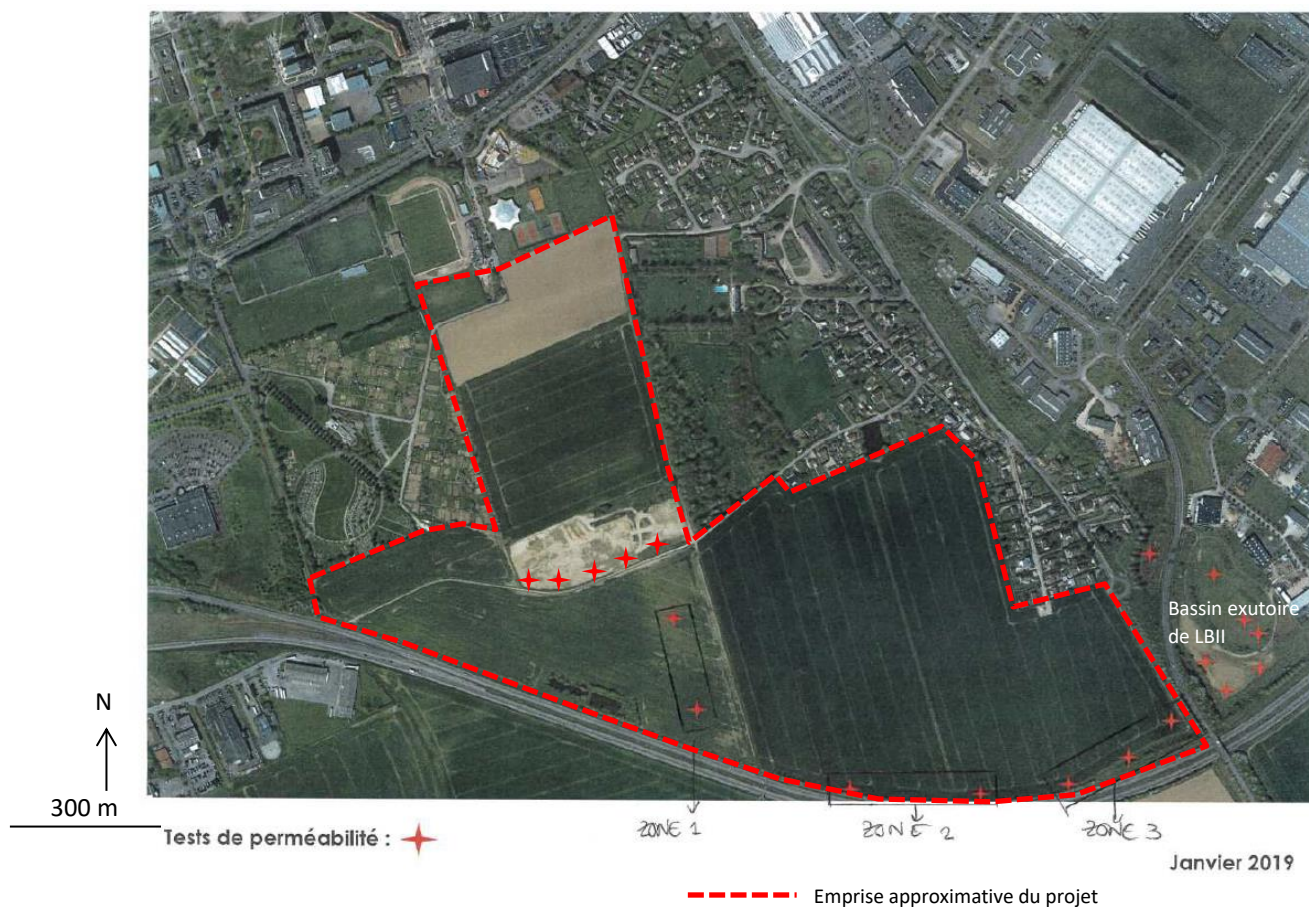 Bassin exutoire
de LBII
N
300 m
Tests de perméabilité :
ZONE 1
ZONE 2
ZONE 3
Janvier 2019
Emprise approximative du projet